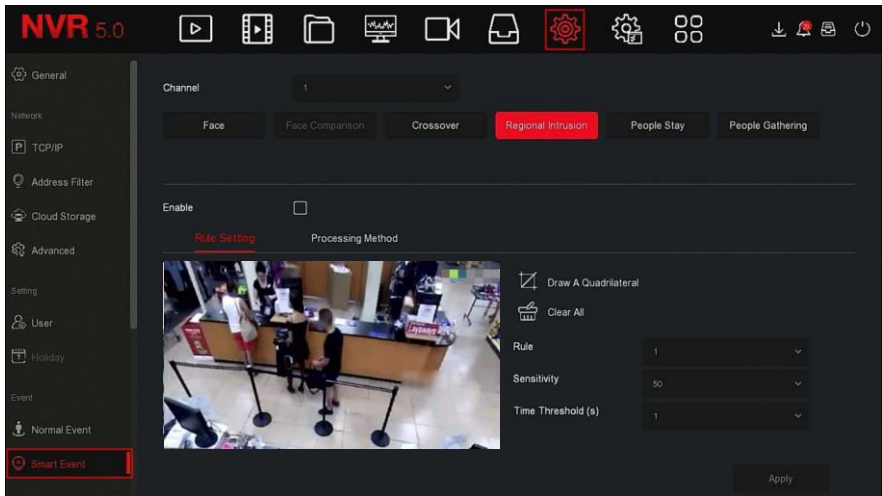 NVR 5.0
General
Network
TCP/IP
Address Filter
Cloud Storage
Advanced
Setting
User
Holiday
Event
Normal Event
Smart Event
Channel 1
Face Face Comparison Crossover Regional Intrusion People Stay People Gathering
Enable
Rule Setting Processing Method
Draw A Quadrilateral
Clear All
Rule 1
Sensitivity 50
Time Threshold (s) 1
Apply